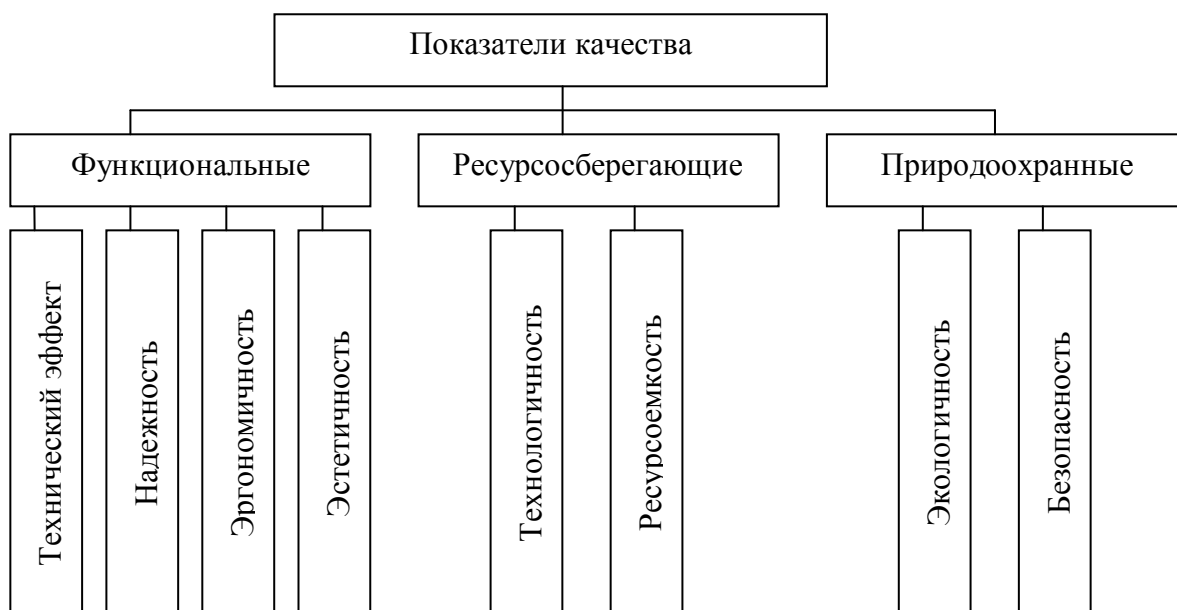 Показатели качества
Функциональные
Ресурсосберегающие
Природоохранные
Технический эффект
Надежность
Эргономичность
Эстетичность
Технологичность
Ресурсоемкость
Экологичность
Безопасность